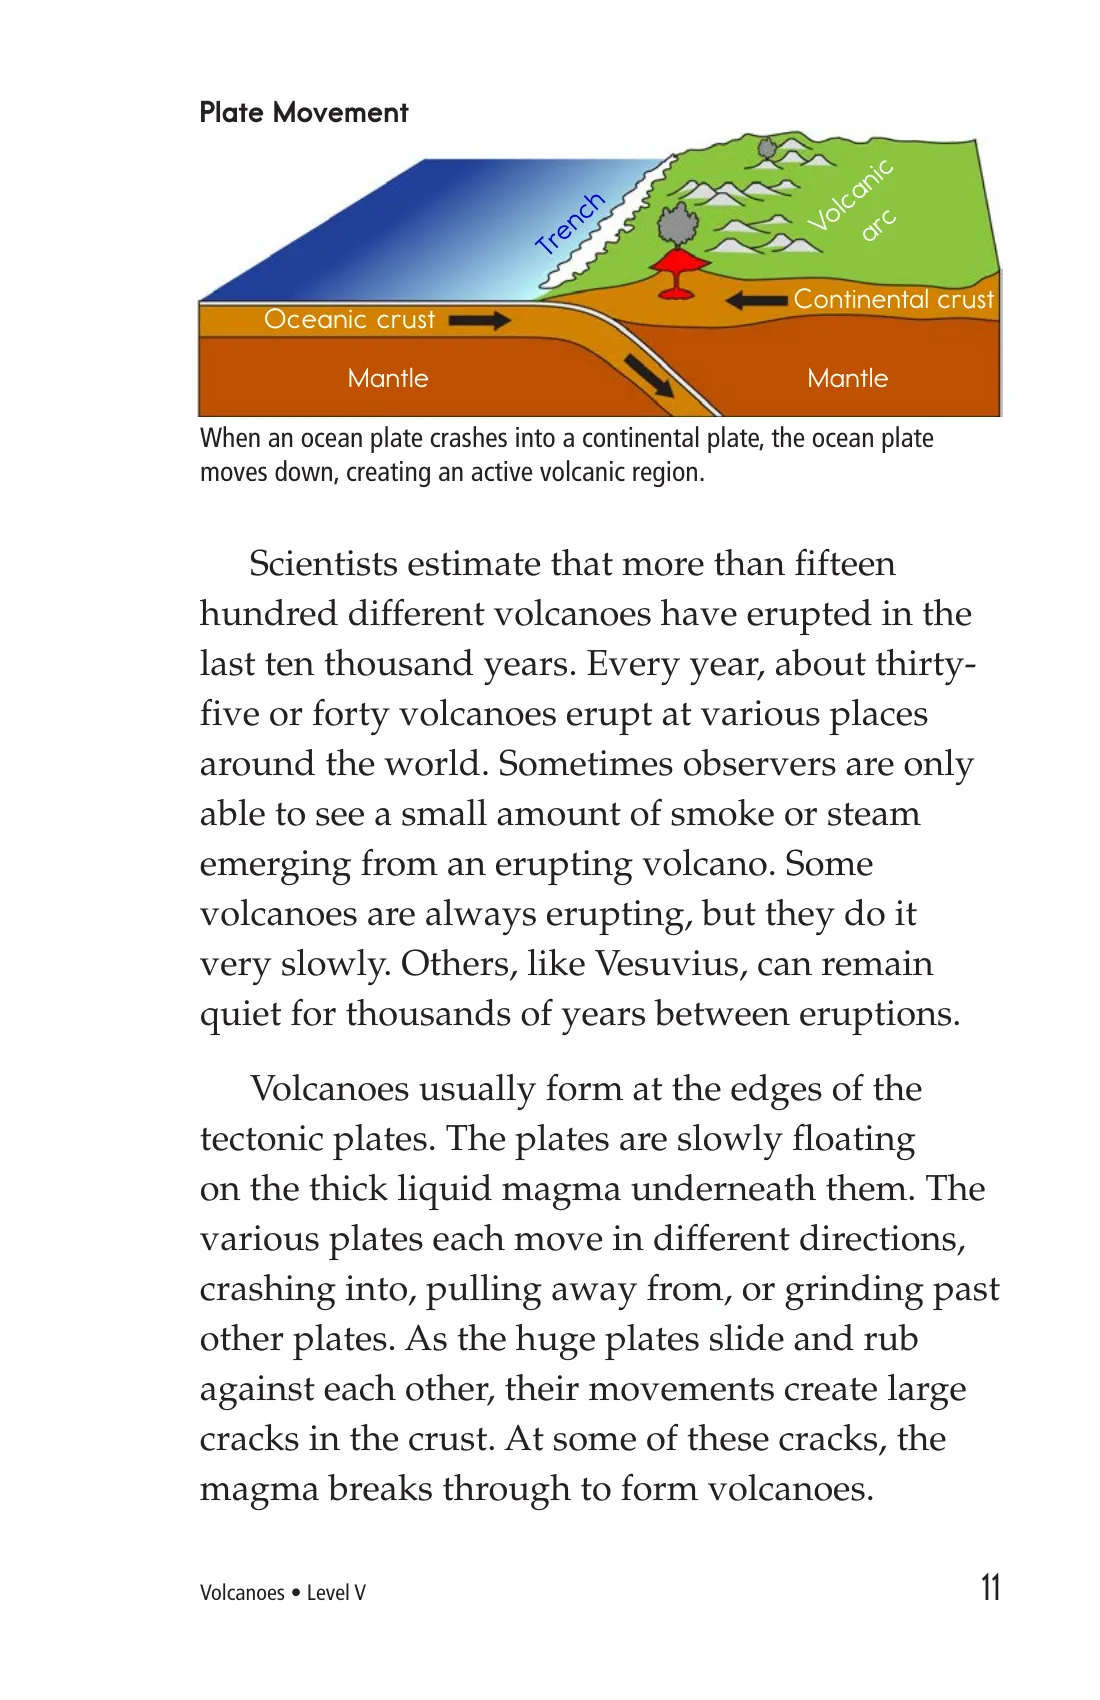 Plate Movement
Trench
Volcanic
arc
Continental crust
Oceanic crust
Mantle
Mantle
When an ocean plate crashes into a continental plate, the ocean plate
moves down, creating an active volcanic region.
Scientists estimate that more than fifteen
hundred different volcanoes have erupted in the
last ten thousand years. Every year, about thirty-
five or forty volcanoes erupt at various places
around the world. Sometimes observers are only
able to see a small amount of smoke or steam
emerging from an erupting volcano. Some
volcanoes are always erupting, but they do it
very slowly. Others, like Vesuvius, can remain
quiet for thousands of years between eruptions.
Volcanoes usually form at the edges of the
tectonic plates. The plates are slowly floating
on the thick liquid magma underneath them. The
various plates each move in different directions,
crashing into, pulling away from, or grinding past
other plates. As the huge plates slide and rub
against each other, their movements create large
cracks in the crust. At some of these cracks, the
magma breaks through to form volcanoes.
Volcanoes • Level V
11